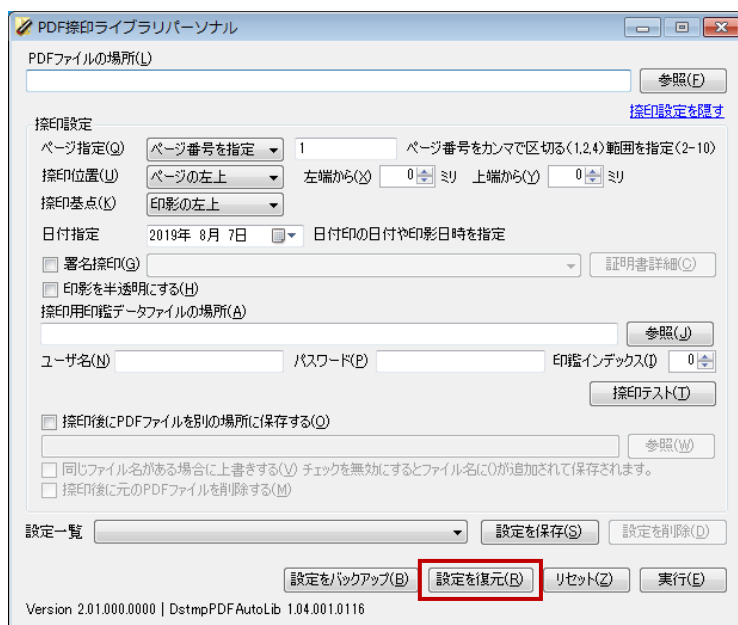 PDF捺印ライブラリパーソナル
PDFファイルの場所(L)
参照(F)
捺印設定を隠す
捺印設定
ページ指定(Q) ページ番号を指定 1 ページ番号をカンマで区切る(1,2,4)範囲を指定(2-10)
捺印位置(U) ページの左上 左端から(X) 0 ミリ 上端から(Y) 0 ミリ
捺印基点(K) 印影の左上
日付指定 2019年 8月 7日 日付印の日付や印影日時を指定
署名捺印(G) 証明書詳細(C)
印影を半透明にする(H)
捺印用印鑑データファイルの場所(A)
参照(J)
ユーザ名(N) パスワード(P) 印鑑インデックス(I) 0
捺印テスト(T)
捺印後にPDFファイルを別の場所に保存する(O)
参照(W)
同じファイル名がある場合に上書きする(V) チェックを無効にするとファイル名に()が追加されて保存されます。
捺印後に元のPDFファイルを削除する(M)
設定一覧 設定を保存(S) 設定を削除(D)
設定をバックアップ(B) 設定を復元(R) リセット(Z) 実行(E)
Version 2.01.000.0000 | DstmpPDFAutoLib 1.04.001.0116